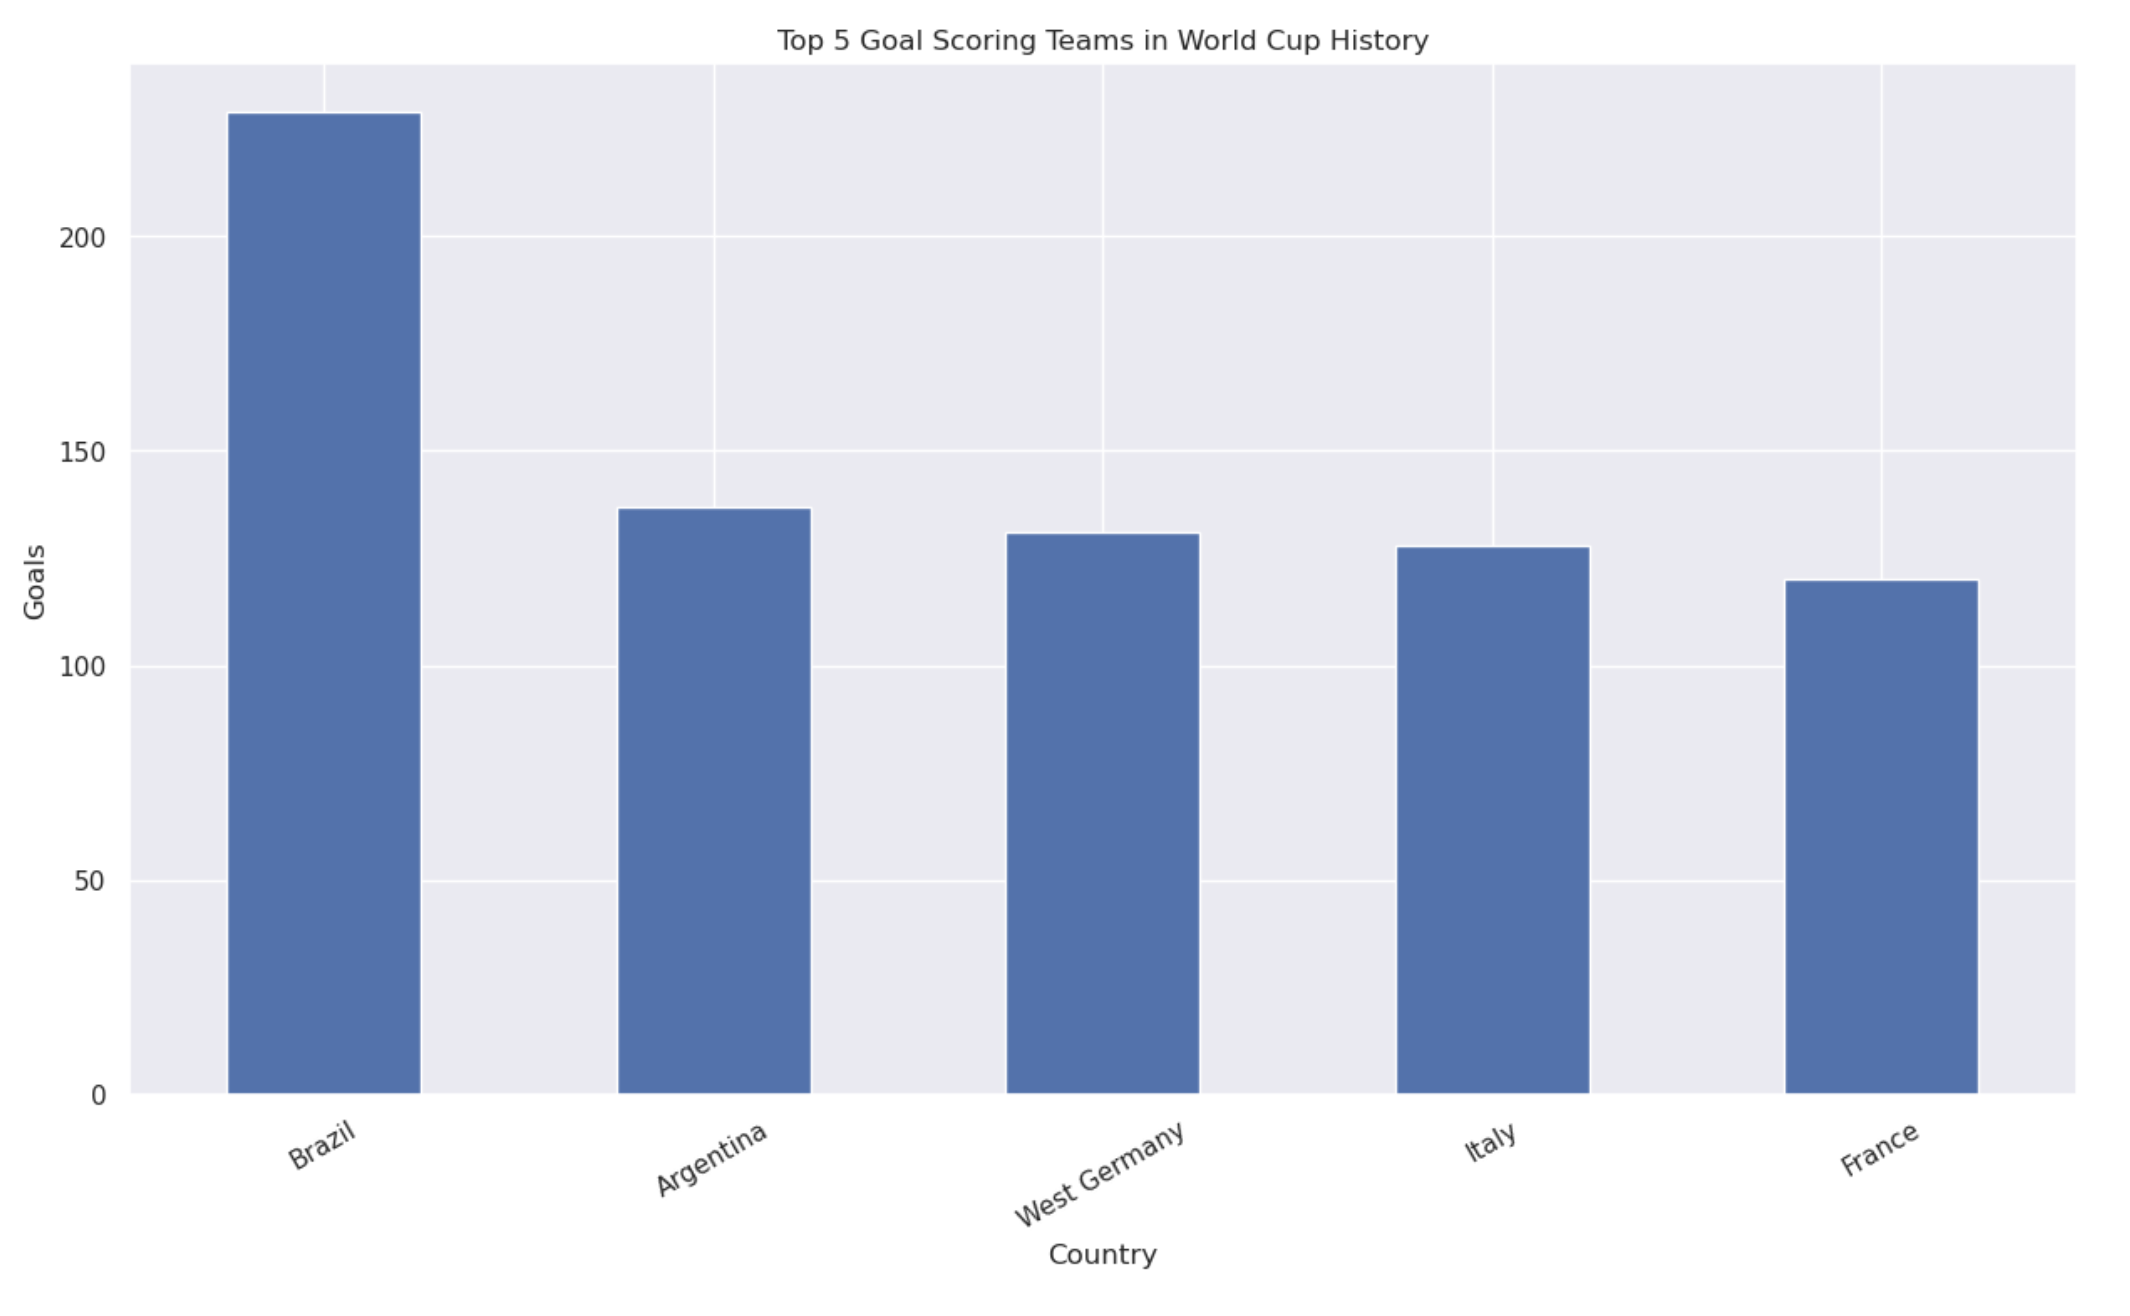 Top 5 Goal Scoring Teams in World Cup History
Goals
200
150
100
50
0
Brazil
Argentina
West Germany
Italy
France
Country